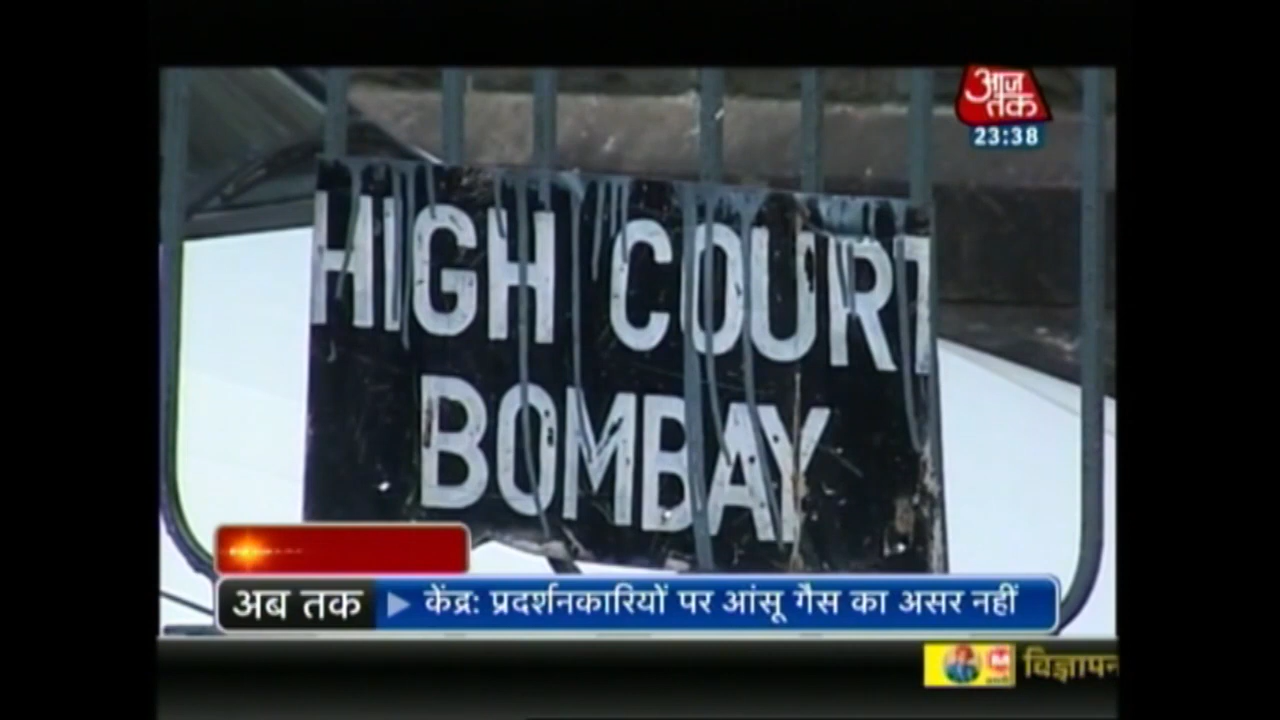 आज
तक
23:38
HIGH COURT
BOMBAY
अब तक
केंद्र: प्रदर्शनकारियों पर आंसू गैस का असर नहीं
विज्ञापन